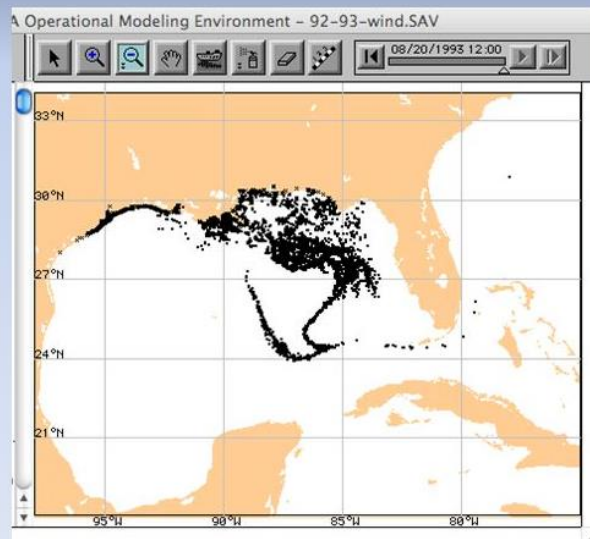 A Operational Modeling Environment - 92-93-wind.SAV
08/20/1993 12:00
33°N
30°N
27°N
24°N
21°N
95°W
90°W
85°W
80°W